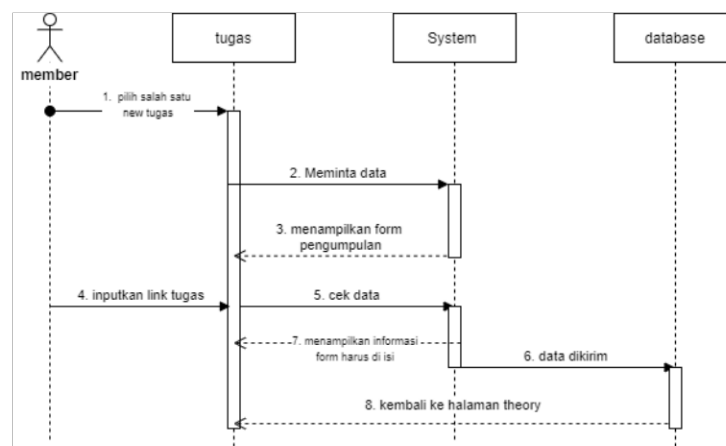 tugas
System
database
member
1. pilih salah satu
new tugas
2. Meminta data
3. menampilkan form
pengumpulan
4. inputkan link tugas
5. cek data
7. menampilkan informasi
form harus di isi
6. data dikirim
8. kembali ke halaman theory